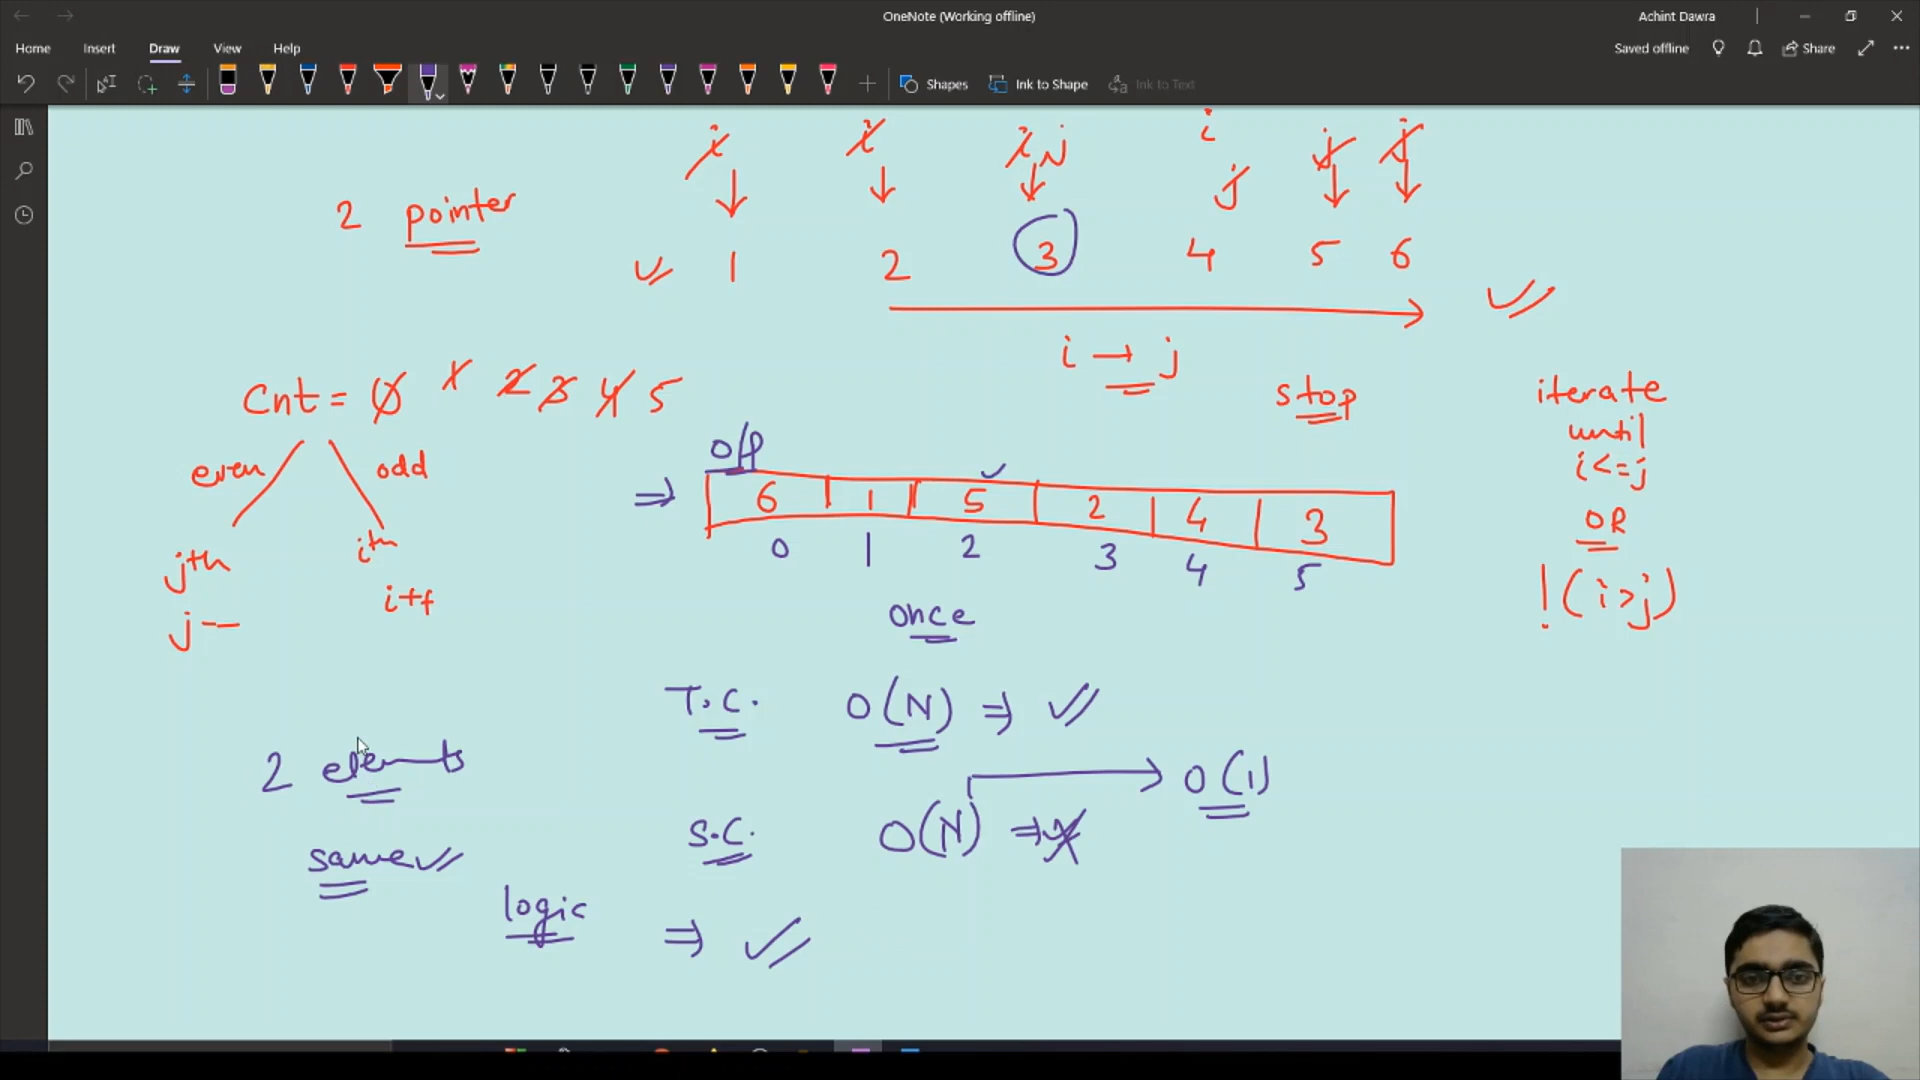 OneNote (Working offline)
Achint Dawra
Home Insert Draw View Help
Saved offline Share
Shapes Ink to Shape Ink to Text
i i i j i j j j
2 pointer
1 2 3 4 5 6
i → j
Cnt = 0 1 2 3 4 5
stop
iterate
until
i<=j
OR
!(i>j)
even odd
jth ith
j-- i++
o/p
⇒ 6 1 5 2 4 3
0 1 2 3 4 5
once
T.C. O(N) ⇒
2 elements
O(1)
S.C. O(N) ⇒
same
logic ⇒